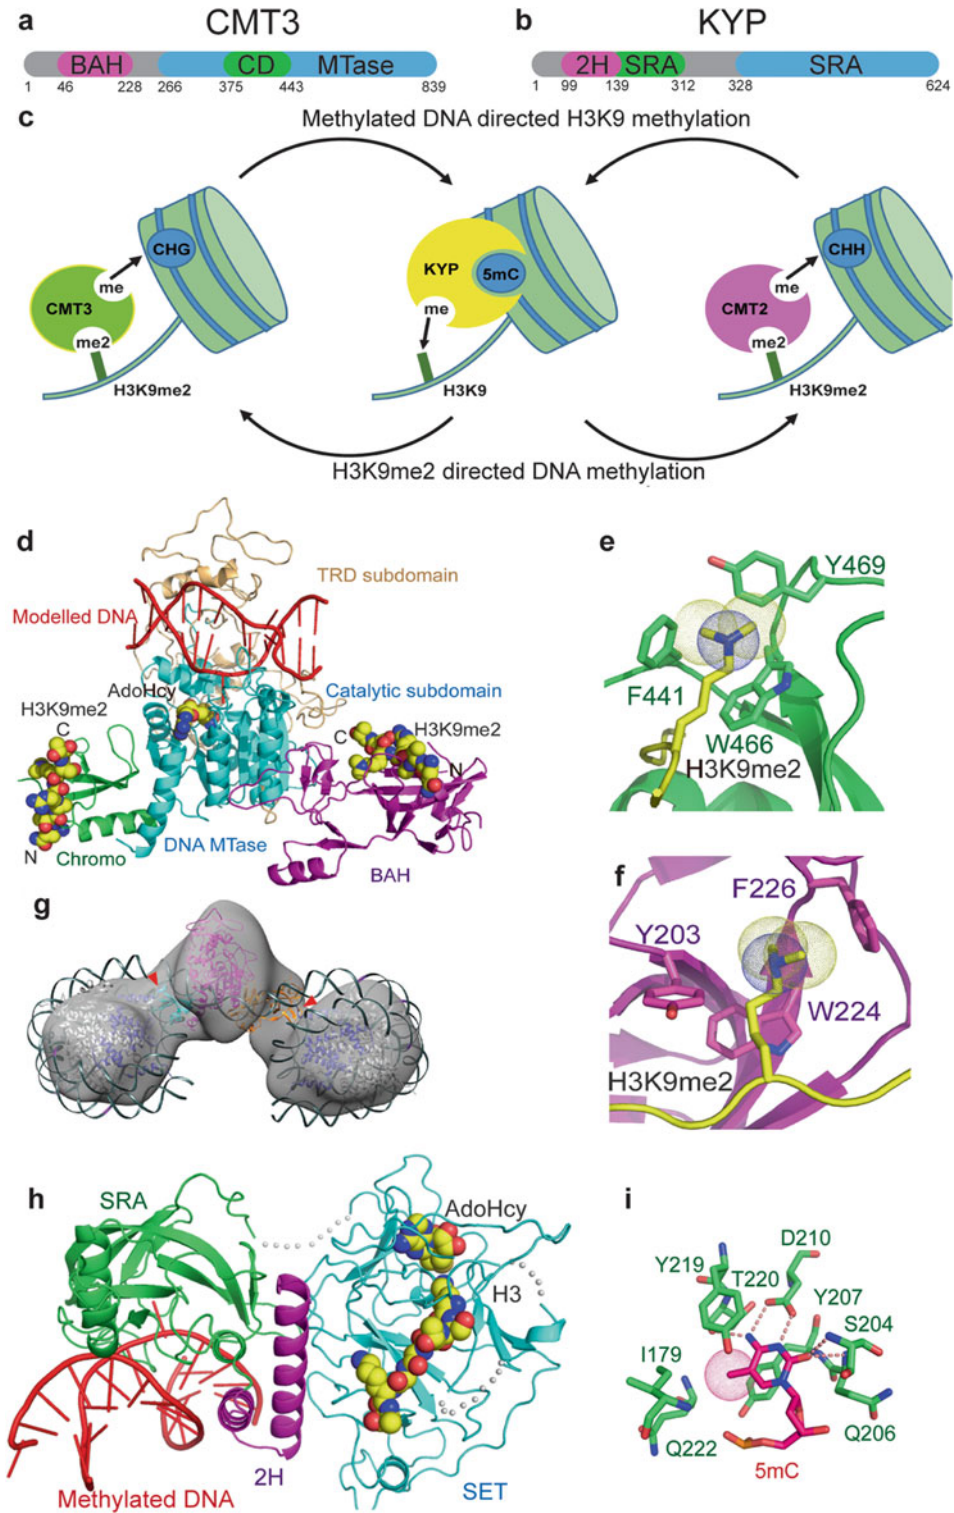 a CMT3
b KYP
BAH CD MTase
1 46 228 266 375 443 839
2H SRA SRA
1 99 139 312 328 624
c
Methylated DNA directed H3K9 methylation
CHG
me
CMT3
me2
H3K9me2
KYP 5mC
me
H3K9
CHH
me
CMT2
me2
H3K9me2
H3K9me2 directed DNA methylation
d
TRD subdomain
Modelled DNA
AdoHcy
Catalytic subdomain
H3K9me2
C
H3K9me2
C
N
N
Chromo
DNA MTase
BAH
e
Y469
F441
W466
H3K9me2
f
F226
Y203
W224
H3K9me2
g
h
SRA
AdoHcy
H3
2H
Methylated DNA
SET
i
D210
Y219
T220
Y207
S204
I179
Q222
Q206
5mC